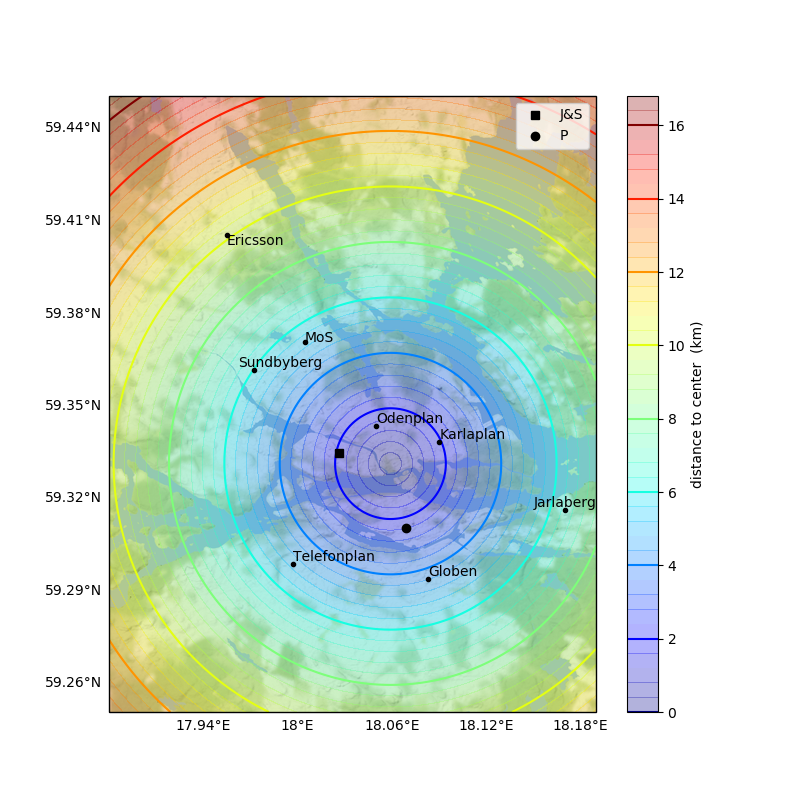 J&S
P
59.44°N
59.41°N
59.38°N
59.35°N
59.32°N
59.29°N
59.26°N
Ericsson
MoS
Sundbyberg
Odenplan
Karlaplan
Jarlaberg
Telefonplan
Globen
17.94°E
18°E
18.06°E
18.12°E
18.18°E
16
14
12
10
8
6
4
2
0
distance to center (km)